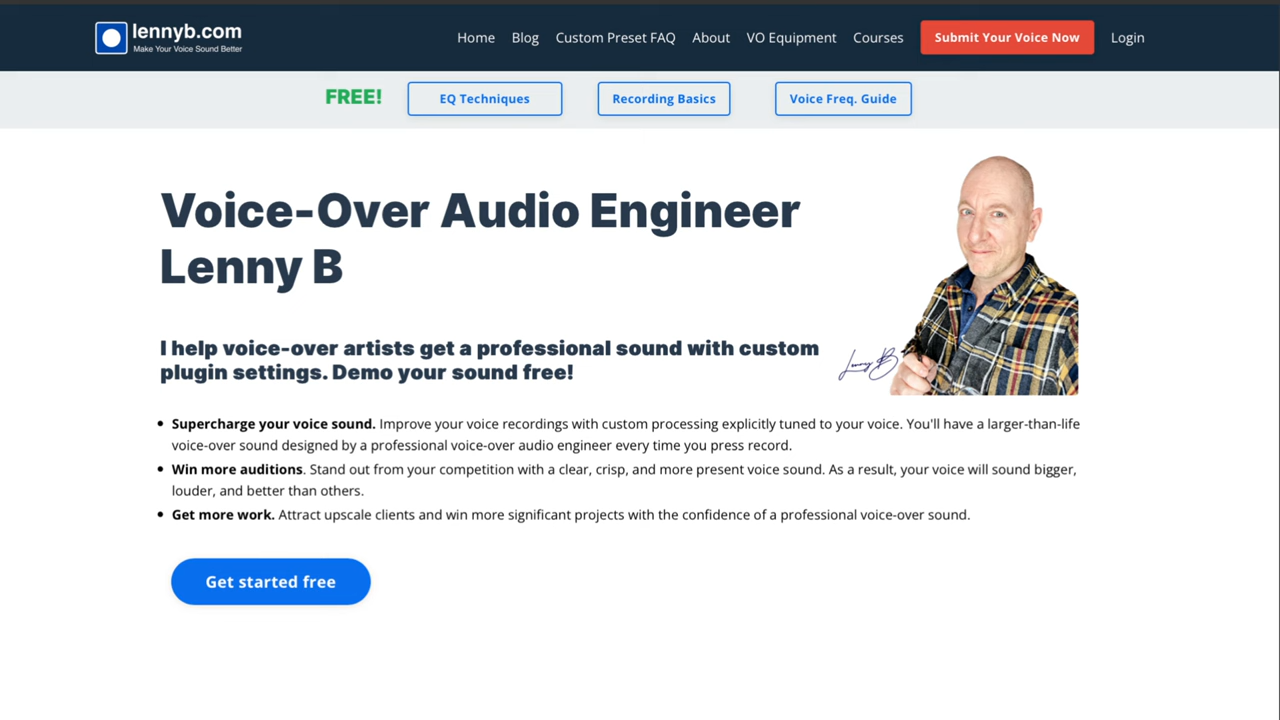 lennyb.com
Make Your Voice Sound Better
Home Blog Custom Preset FAQ About VO Equipment Courses Submit Your Voice Now Login
FREE! EQ Techniques Recording Basics Voice Freq. Guide
Voice-Over Audio Engineer
Lenny B
I help voice-over artists get a professional sound with custom
plugin settings. Demo your sound free!
Lenny B
• Supercharge your voice sound. Improve your voice recordings with custom processing explicitly tuned to your voice. You'll have a larger-than-life
voice-over sound designed by a professional voice-over audio engineer every time you press record.
• Win more auditions. Stand out from your competition with a clear, crisp, and more present voice sound. As a result, your voice will sound bigger,
louder, and better than others.
• Get more work. Attract upscale clients and win more significant projects with the confidence of a professional voice-over sound.
Get started free